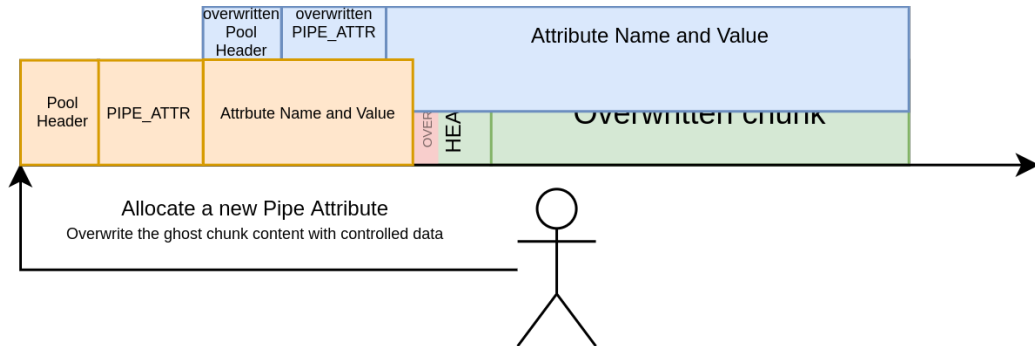 overwritten
Pool
Header
overwritten
PIPE_ATTR
Attribute Name and Value
Pool
Header
PIPE_ATTR
Attrbute Name and Value
OVER
HEA
Overwritten chunk
Allocate a new Pipe Attribute
Overwrite the ghost chunk content with controlled data